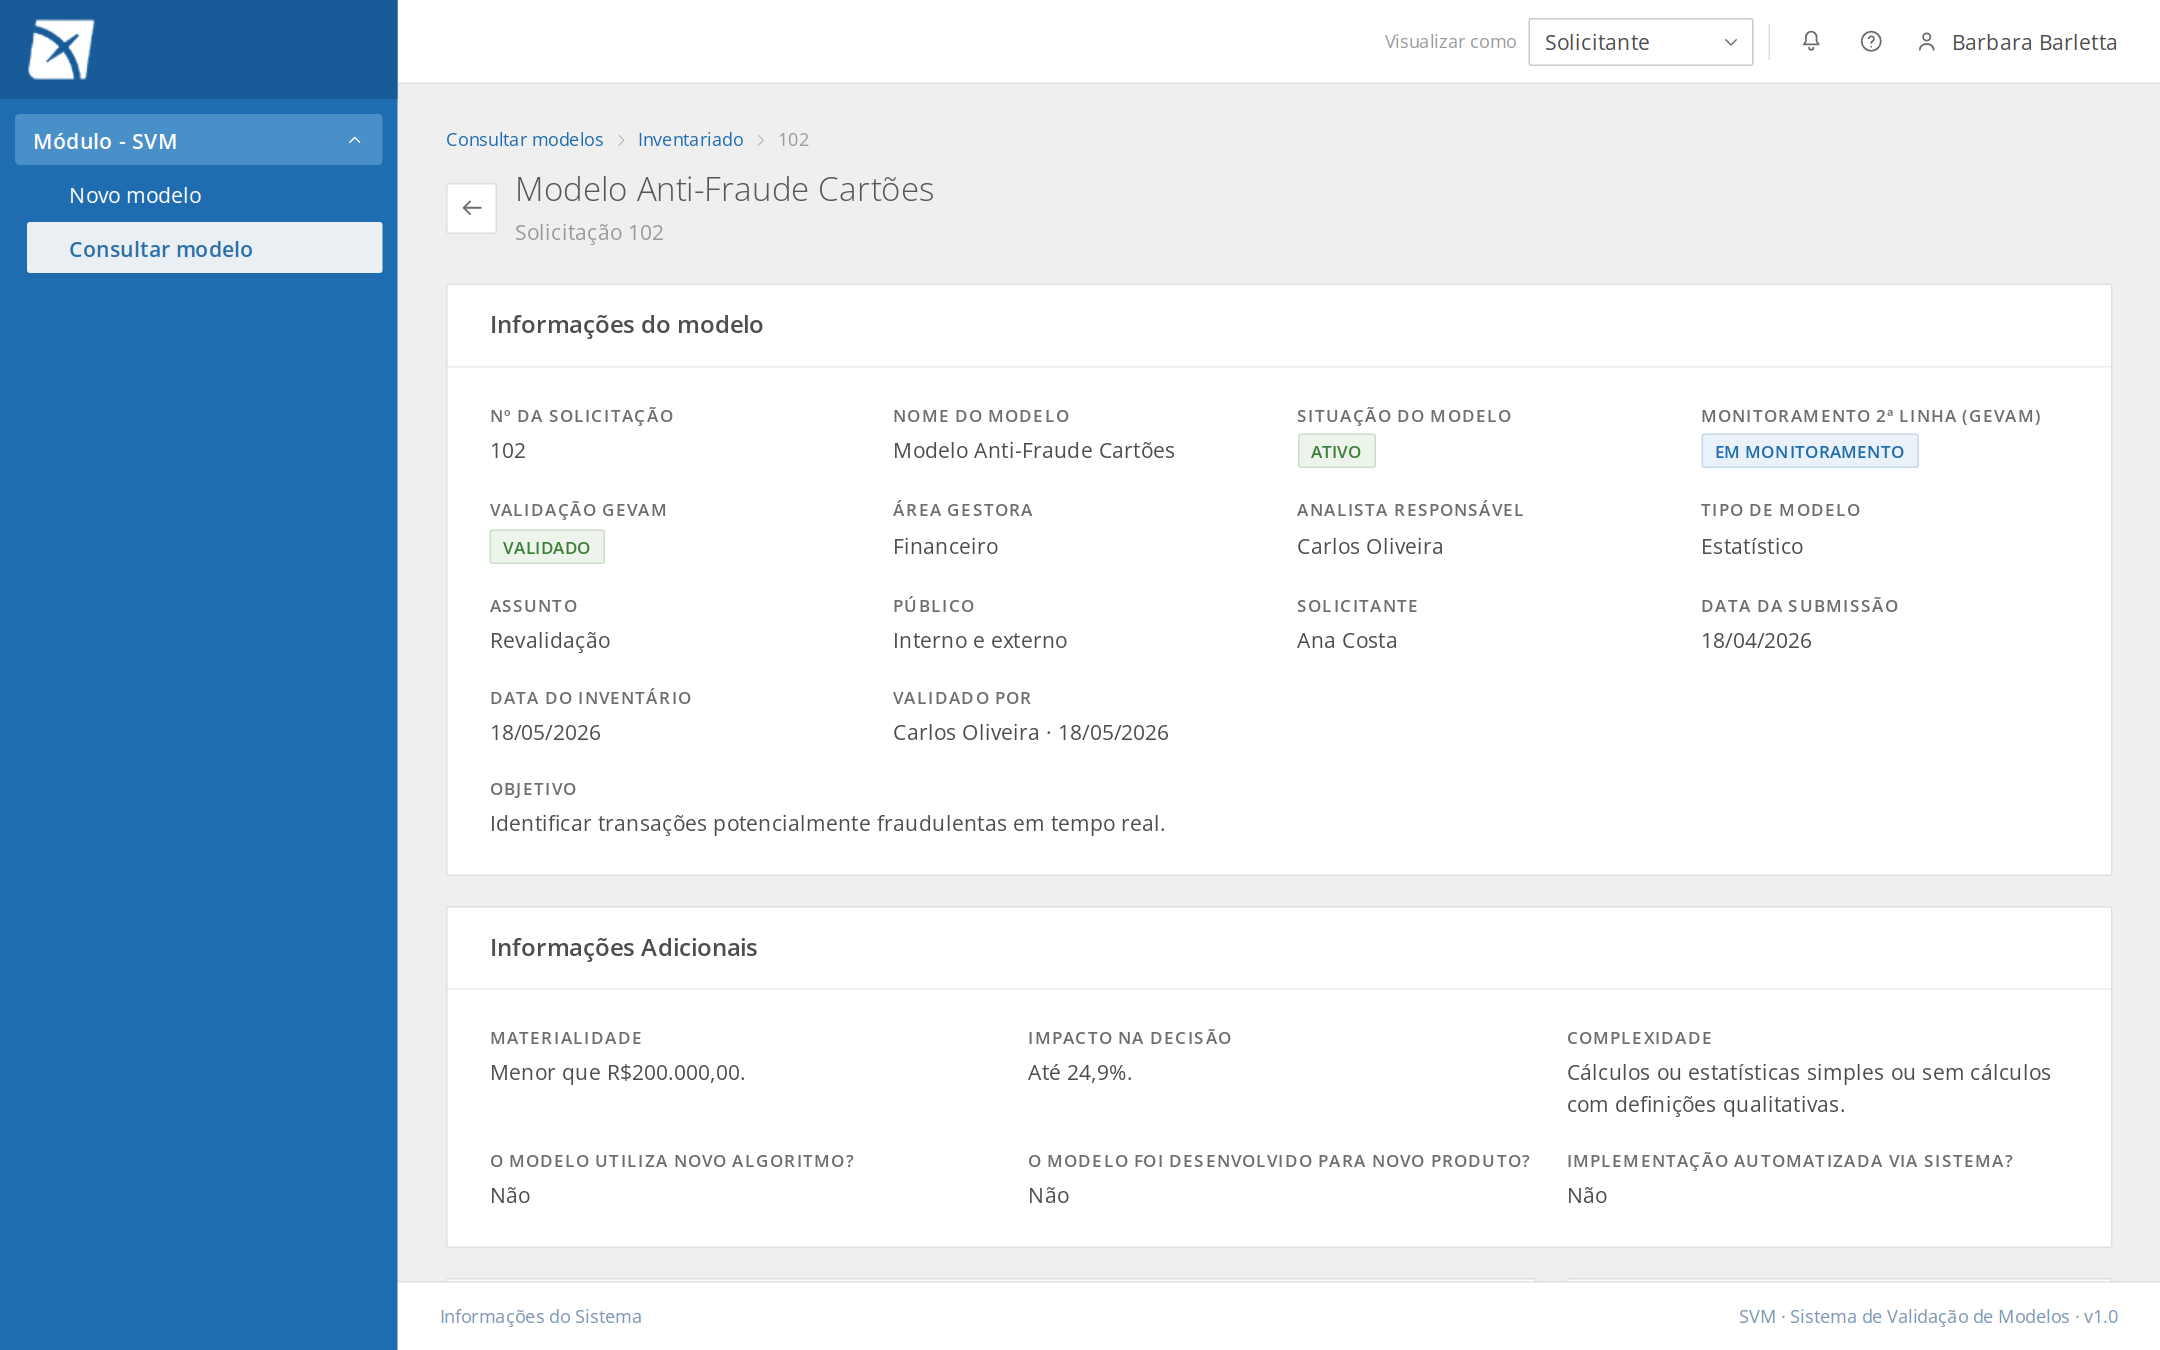 Visualizar como
Solicitante
Barbara Barletta
Módulo - SVM
Novo modelo
Consultar modelo
Consultar modelos
Inventariado
102
Modelo Anti-Fraude Cartões
Solicitação 102
Informações do modelo
Nº DA SOLICITAÇÃO
102
NOME DO MODELO
Modelo Anti-Fraude Cartões
SITUAÇÃO DO MODELO
ATIVO
MONITORAMENTO 2ª LINHA (GEVAM)
EM MONITORAMENTO
VALIDAÇÃO GEVAM
VALIDADO
ÁREA GESTORA
Financeiro
ANALISTA RESPONSÁVEL
Carlos Oliveira
TIPO DE MODELO
Estatístico
ASSUNTO
Revalidação
PÚBLICO
Interno e externo
SOLICITANTE
Ana Costa
DATA DA SUBMISSÃO
18/04/2026
DATA DO INVENTÁRIO
18/05/2026
VALIDADO POR
Carlos Oliveira · 18/05/2026
OBJETIVO
Identificar transações potencialmente fraudulentas em tempo real.
Informações Adicionais
MATERIALIDADE
Menor que R$200.000,00.
IMPACTO NA DECISÃO
Até 24,9%.
COMPLEXIDADE
Cálculos ou estatísticas simples ou sem cálculos
com definições qualitativas.
O MODELO UTILIZA NOVO ALGORITMO?
Não
O MODELO FOI DESENVOLVIDO PARA NOVO PRODUTO?
Não
IMPLEMENTAÇÃO AUTOMATIZADA VIA SISTEMA?
Não
Informações do Sistema
SVM · Sistema de Validação de Modelos · v1.0